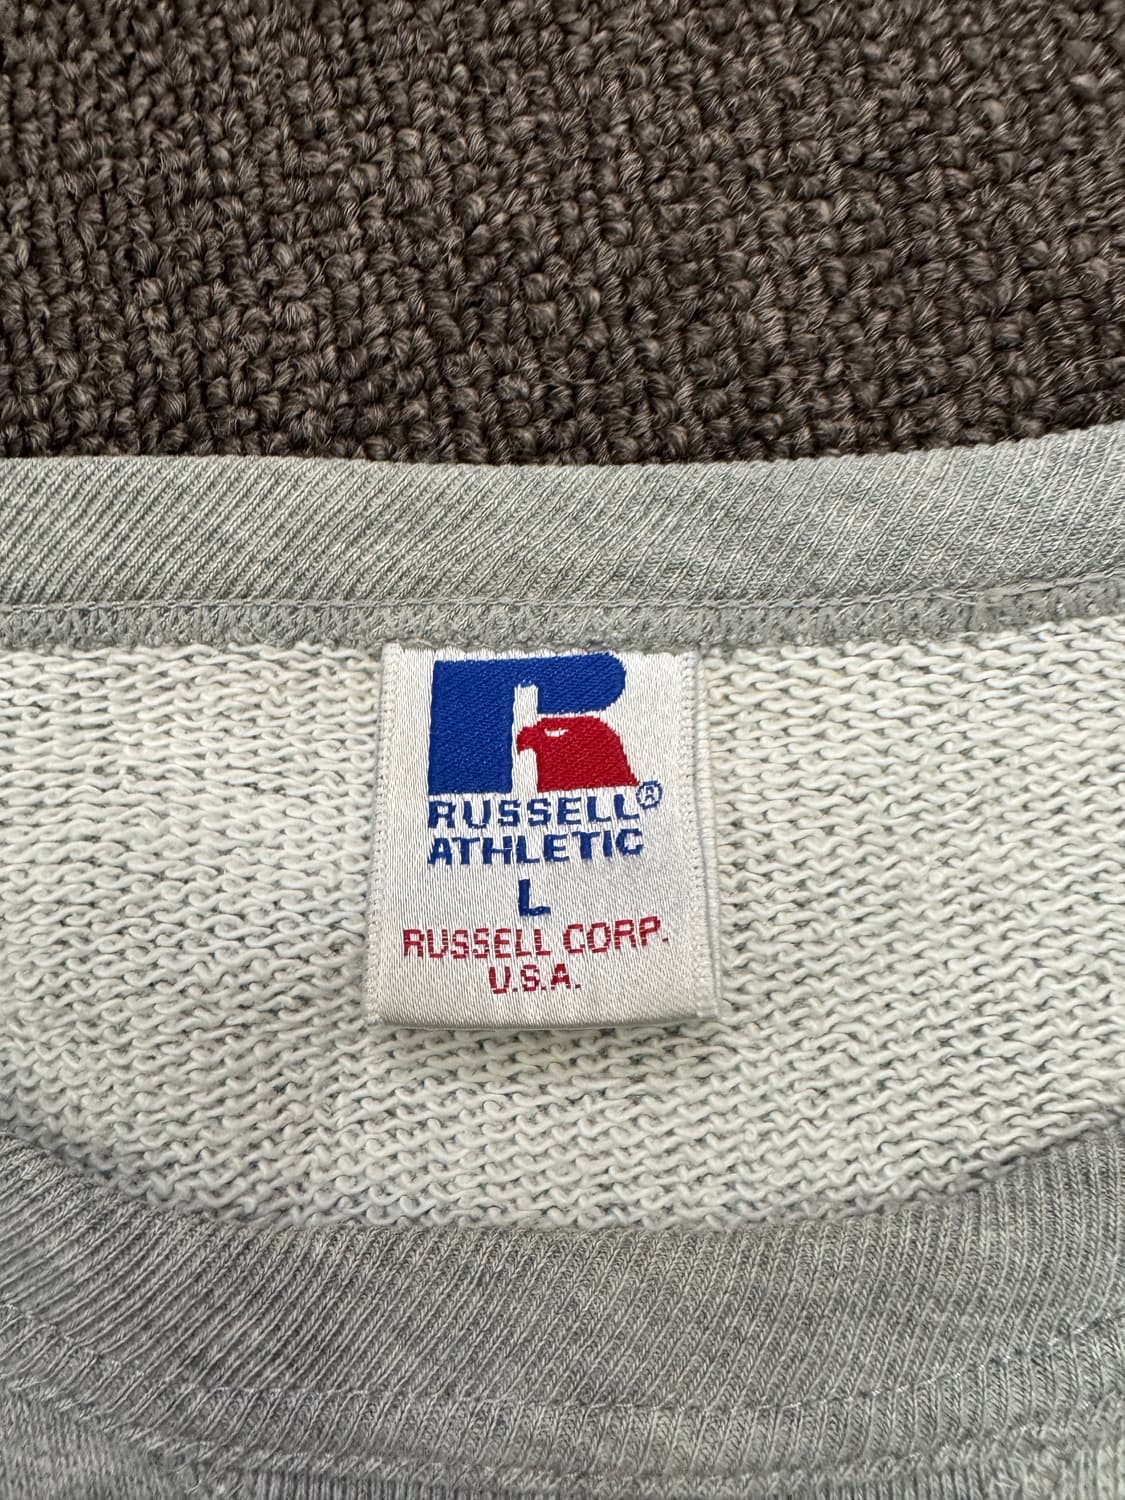 RUSSELL®
ATHLETIC
L
RUSSELL CORP.
U.S.A.